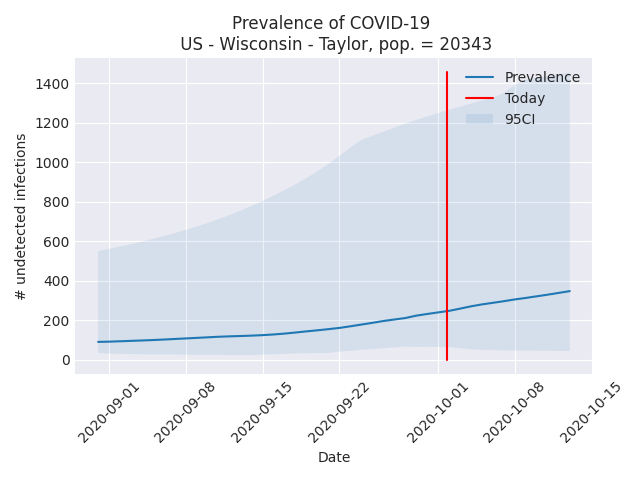 Prevalence of COVID-19
US - Wisconsin - Taylor, pop. = 20343
Prevalence
Today
95CI
1400
1200
1000
800
600
400
200
0
# undetected infections
2020-09-01
2020-09-08
2020-09-15
2020-09-22
2020-10-01
2020-10-08
2020-10-15
Date